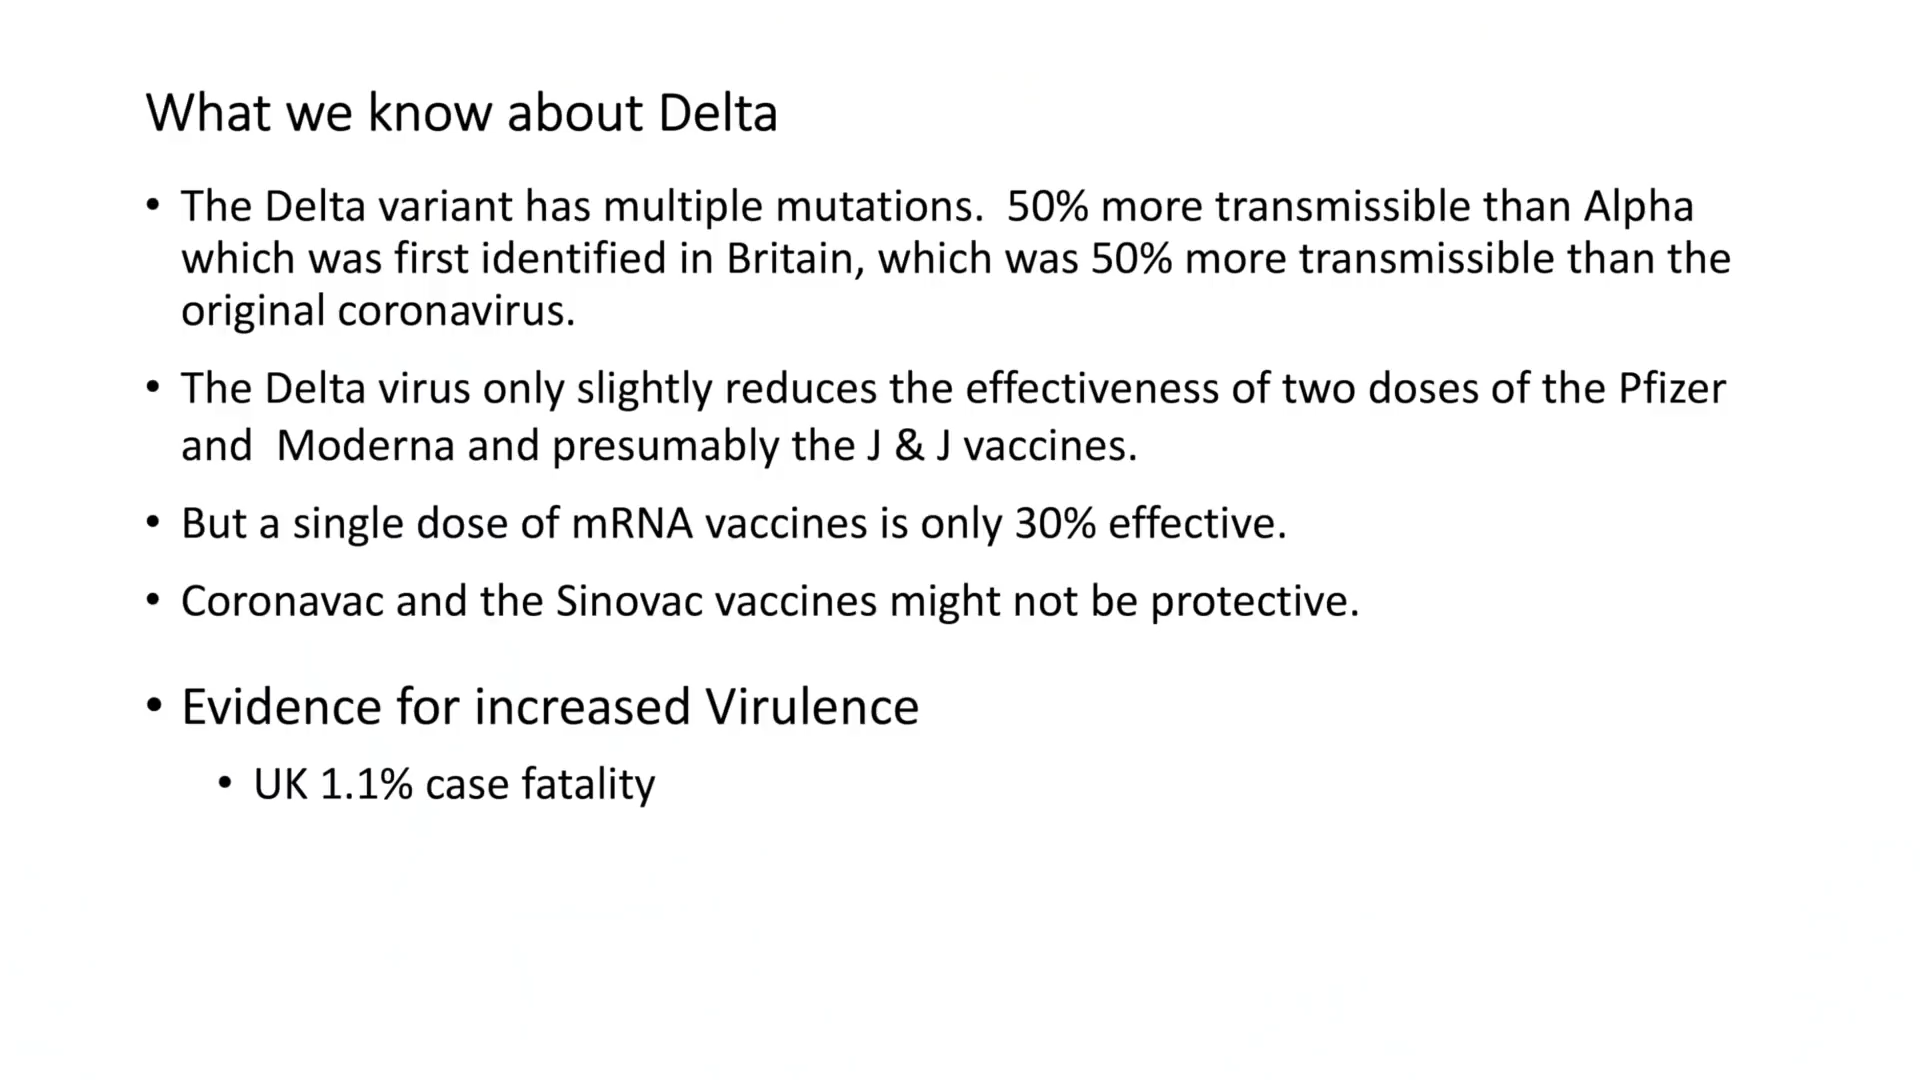 What we know about Delta
• The Delta variant has multiple mutations.  50% more transmissible than Alpha
which was first identified in Britain, which was 50% more transmissible than the
original coronavirus.
• The Delta virus only slightly reduces the effectiveness of two doses of the Pfizer
and  Moderna and presumably the J & J vaccines.
• But a single dose of mRNA vaccines is only 30% effective.
• Coronavac and the Sinovac vaccines might not be protective.
• Evidence for increased Virulence
• UK 1.1% case fatality